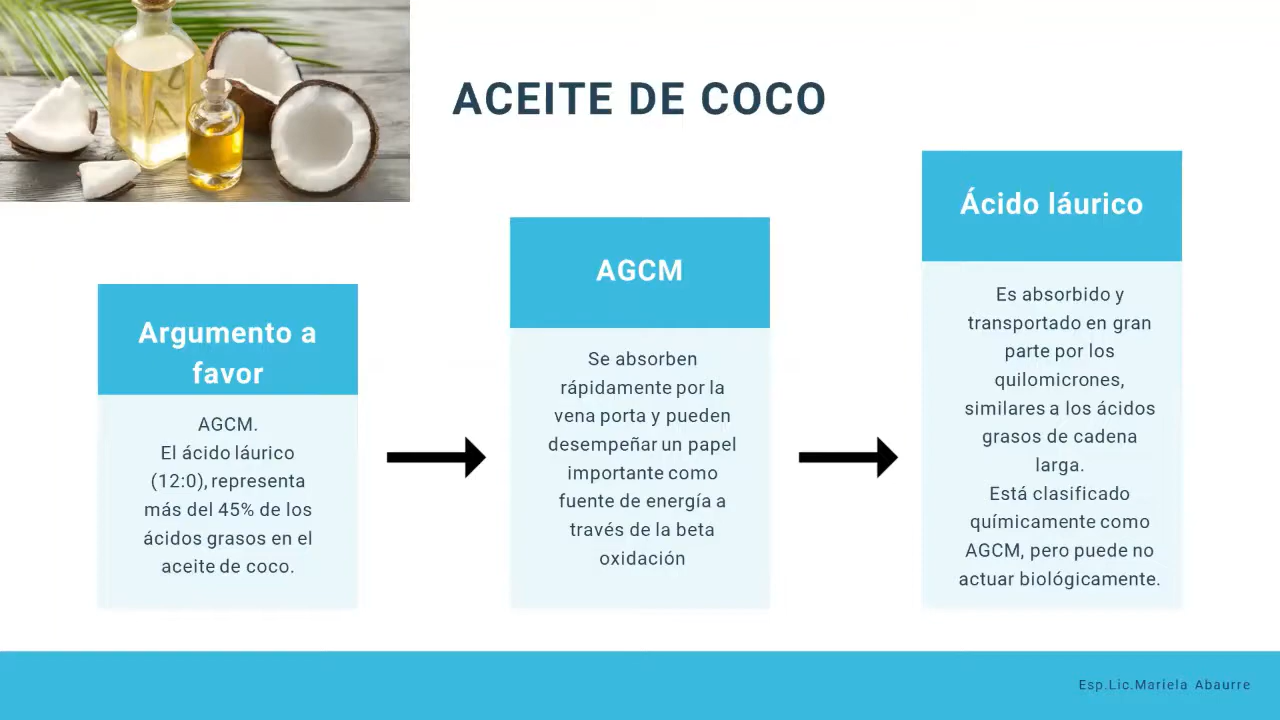 ACEITE DE COCO
Argumento a
favor
AGCM.
El ácido láurico
(12:0), representa
más del 45% de los
ácidos grasos en el
aceite de coco.
AGCM
Se absorben
rápidamente por la
vena porta y pueden
desempeñar un papel
importante como
fuente de energía a
través de la beta
oxidación
Ácido láurico
Es absorbido y
transportado en gran
parte por los
quilomicrones,
similares a los ácidos
grasos de cadena
larga.
Está clasificado
químicamente como
AGCM, pero puede no
actuar biológicamente.
Esp.Lic.Mariela Abaurre